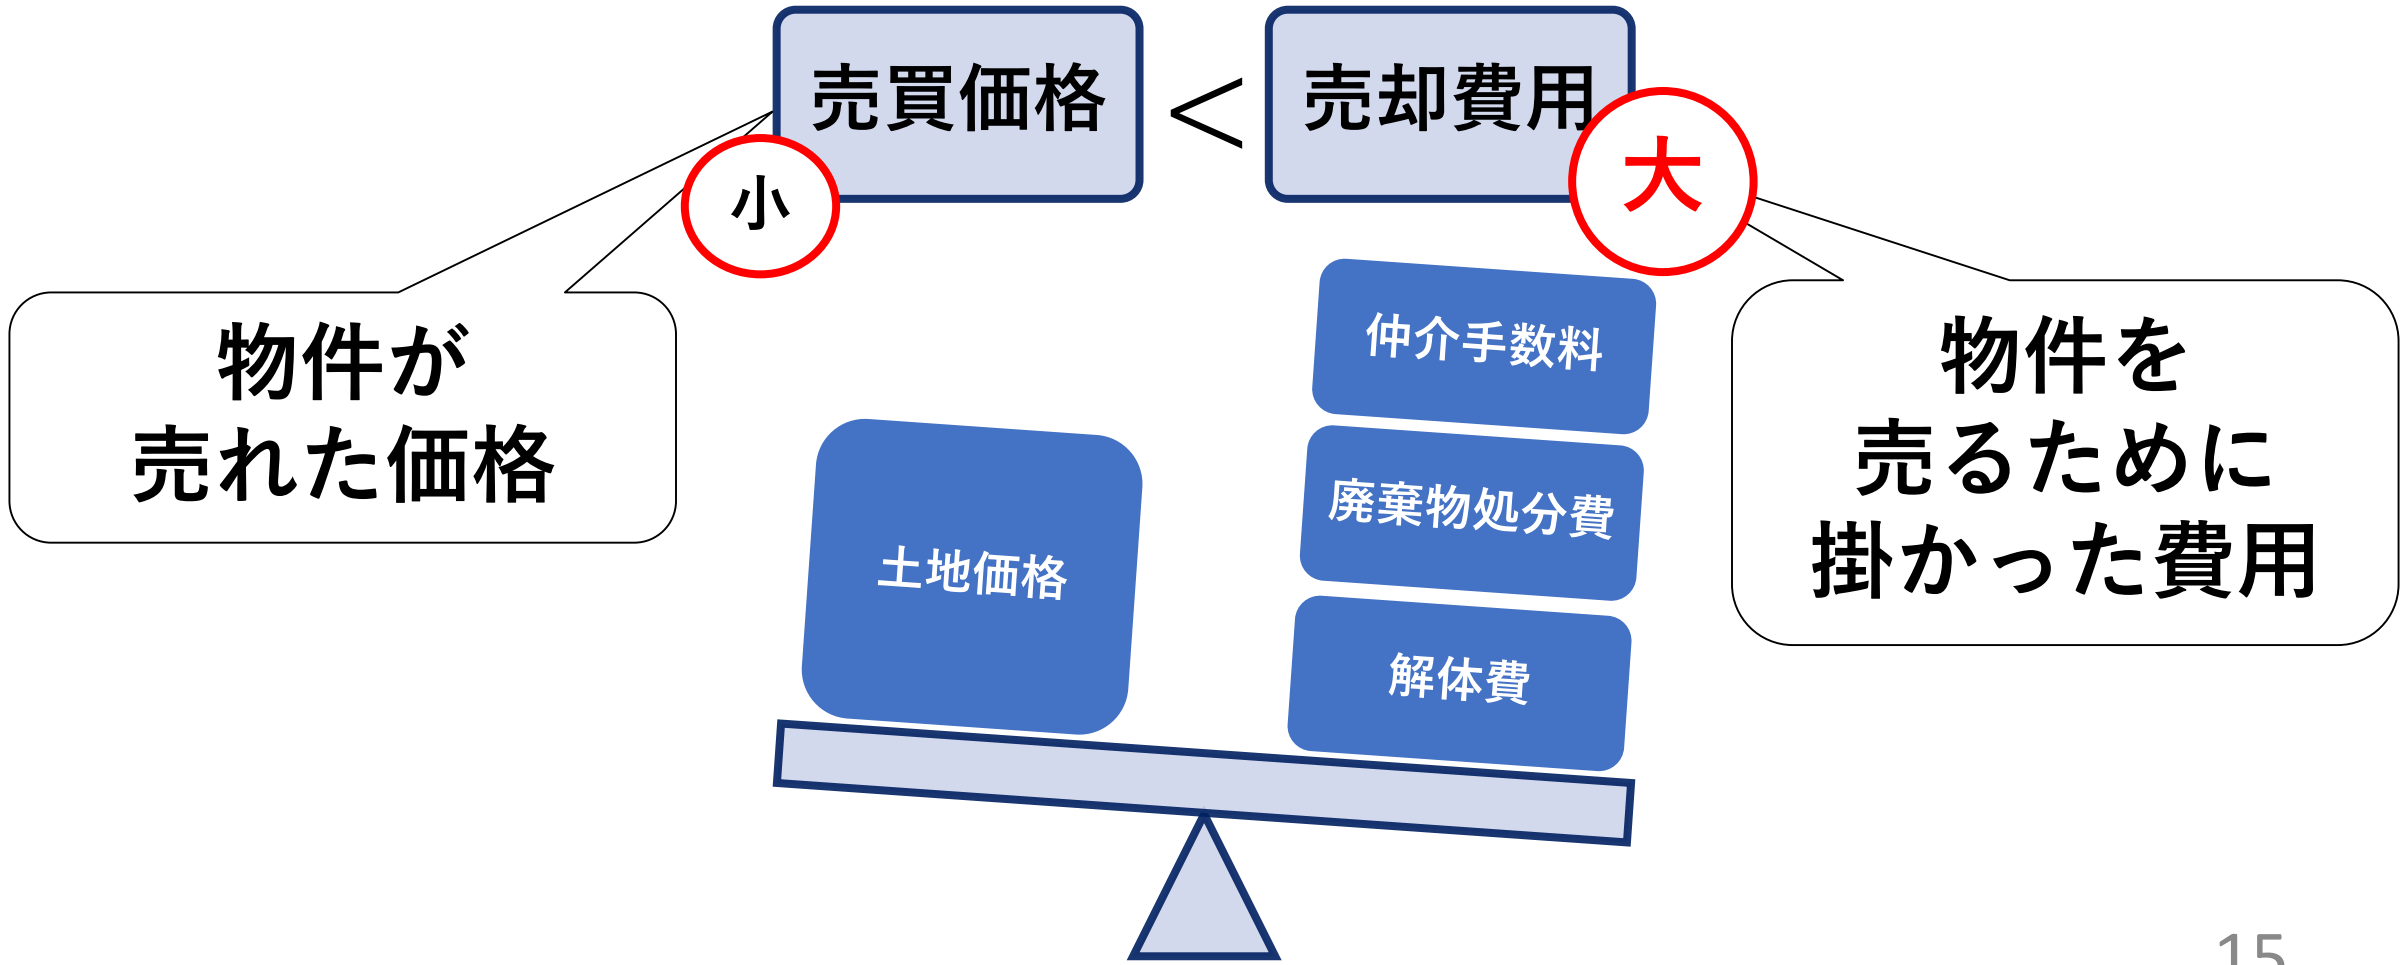 売買価格
<
売却費用
小
大
物件が
売れた価格
物件を
売るために
掛かった費用
仲介手数料
廃棄物処分費
解体費
土地価格
15